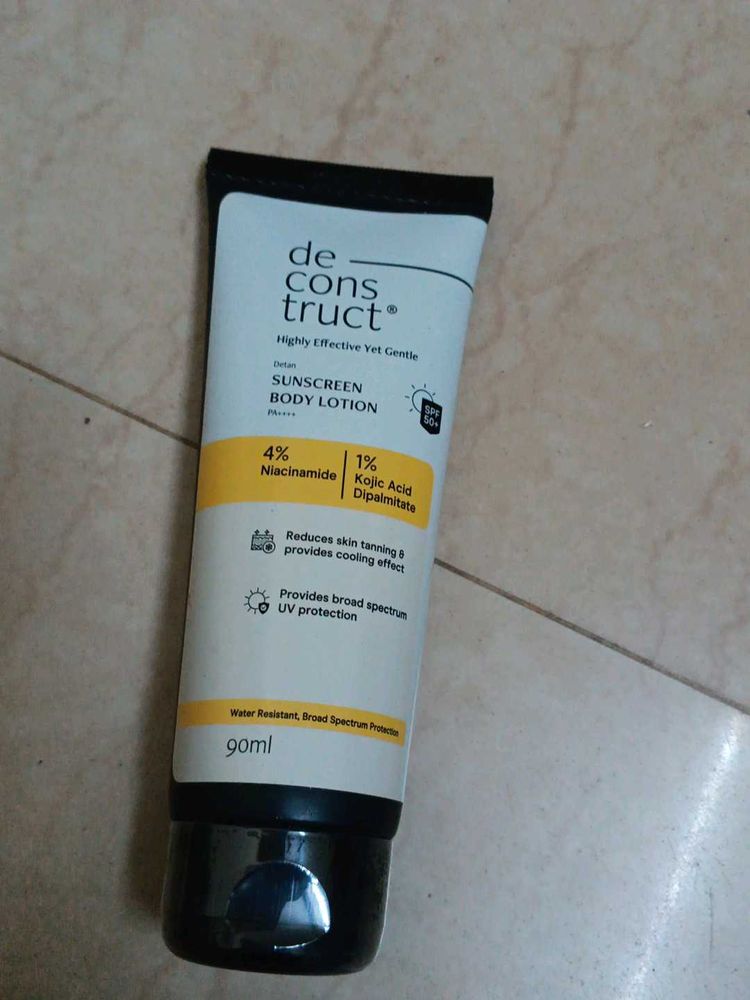 de
cons
truct®
Highly Effective Yet Gentle
Detan
SUNSCREEN
BODY LOTION
PA++++
SPF
50+
4%
Niacinamide
1%
Kojic Acid
Dipalmitate
Reduces skin tanning &
provides cooling effect
Provides broad spectrum
UV protection
Water Resistant, Broad Spectrum Protection
90ml